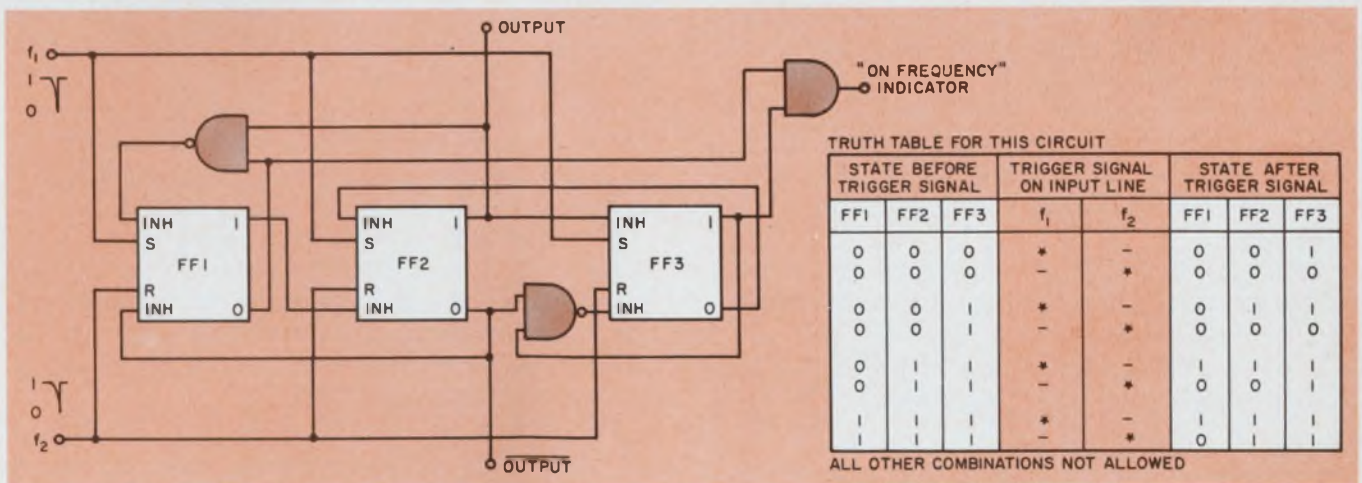 OUTPUT
f₁
1
0
"ON FREQUENCY"
INDICATOR
INH 1
S
FF1
R
INH 0
INH 1
S
FF2
R
INH 0
INH 1
S
FF3
R
INH 0
1
0
f₂
OUTPUT
TRUTH TABLE FOR THIS CIRCUIT
STATE BEFORE TRIGGER SIGNAL TRIGGER SIGNAL ON INPUT LINE STATE AFTER TRIGGER SIGNAL
FF1 FF2 FF3 f₁ f₂ FF1 FF2 FF3
0 0 0 * – 0 0 1
0 0 0 – * 0 0 0
0 0 1 * – 0 1 1
0 0 1 – * 0 0 0
0 1 1 * – 1 1 1
0 1 1 – * 0 0 1
1 1 1 * – 1 1 1
1 1 1 – * 0 1 1
ALL OTHER COMBINATIONS NOT ALLOWED